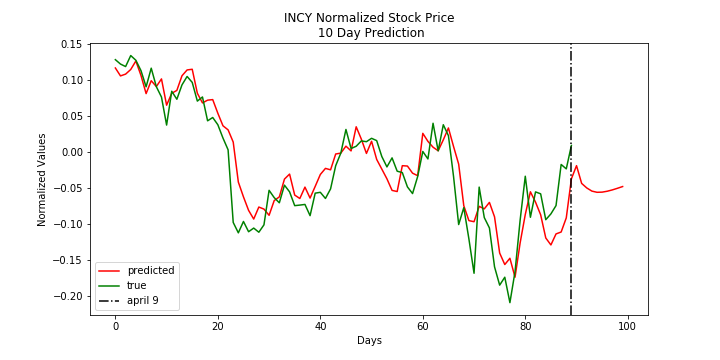 INCY Normalized Stock Price
10 Day Prediction
Normalized Values
0.15
0.10
0.05
0.00
−0.05
−0.10
−0.15
−0.20
predicted
true
april 9
0
20
40
60
80
100
Days